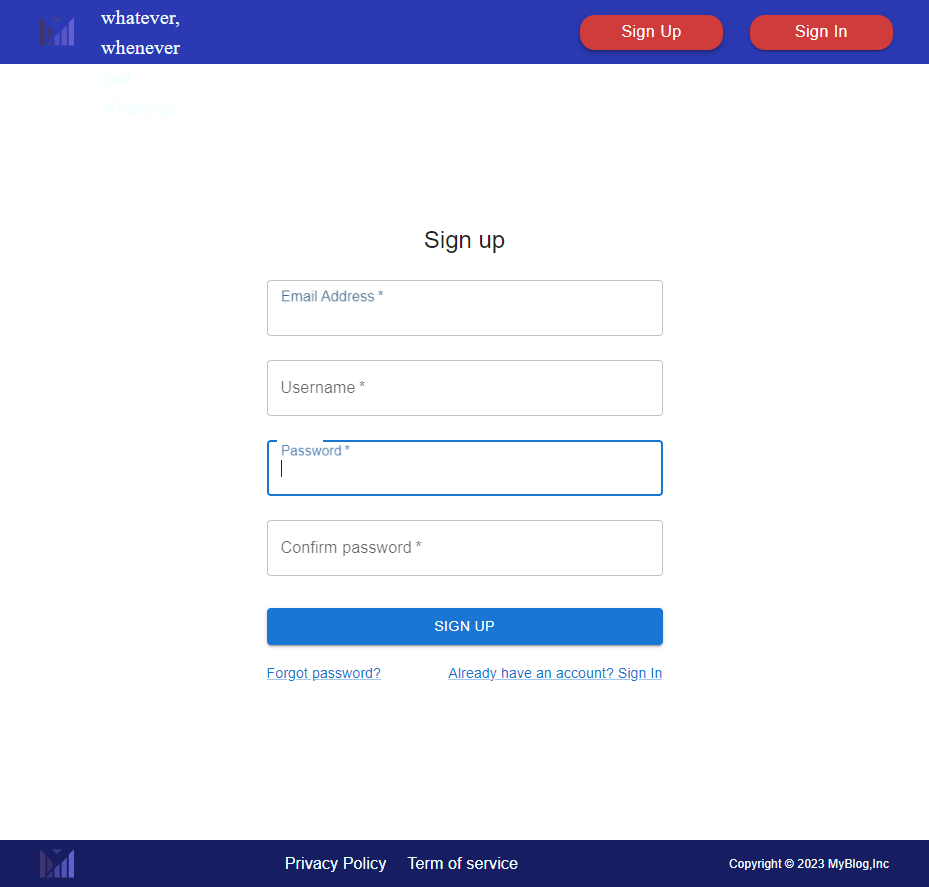 whatever,
whenever
and
wherever
Sign Up
Sign In
Sign up
Email Address *
Username *
Password *
Confirm password *
SIGN UP
Forgot password?
Already have an account? Sign In
Privacy Policy
Term of service
Copyright © 2023 MyBlog,Inc